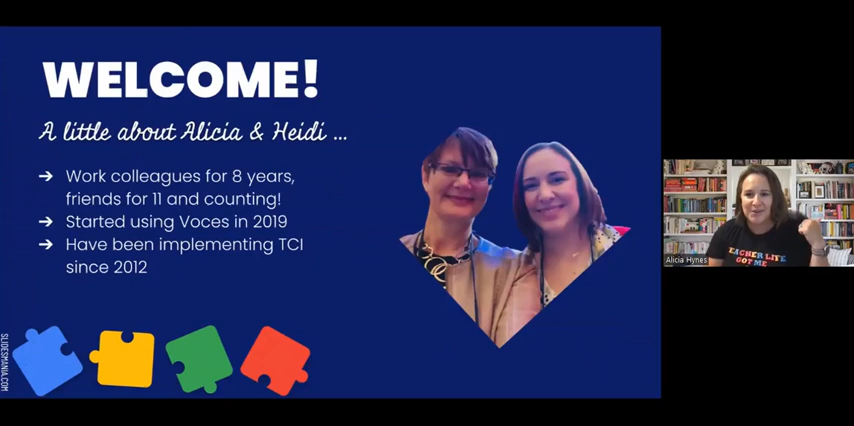 WELCOME!
A little about Alicia & Heidi ...
➔ Work colleagues for 8 years,
friends for 11 and counting!
➔ Started using Voces in 2019
➔ Have been implementing TCI
since 2012
SLIDESMANIA.COM
Alicia Hynes
EACHER LIFE
GOT ME